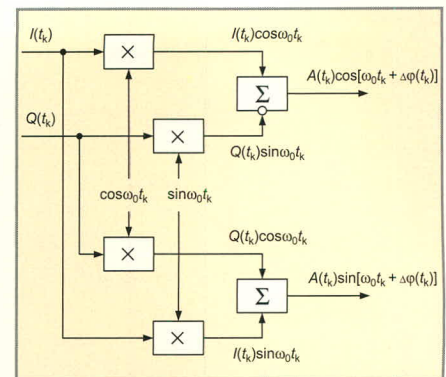 I(tₖ)
I(tₖ)cosω₀tₖ
×
Σ
A(tₖ)cos[ω₀tₖ + Δφ(tₖ)]
Q(tₖ)
×
Q(tₖ)sinω₀tₖ
cosω₀tₖ
sinω₀tₖ
Q(tₖ)cosω₀tₖ
×
Σ
A(tₖ)sin[ω₀tₖ + Δφ(tₖ)]
×
I(tₖ)sinω₀tₖ